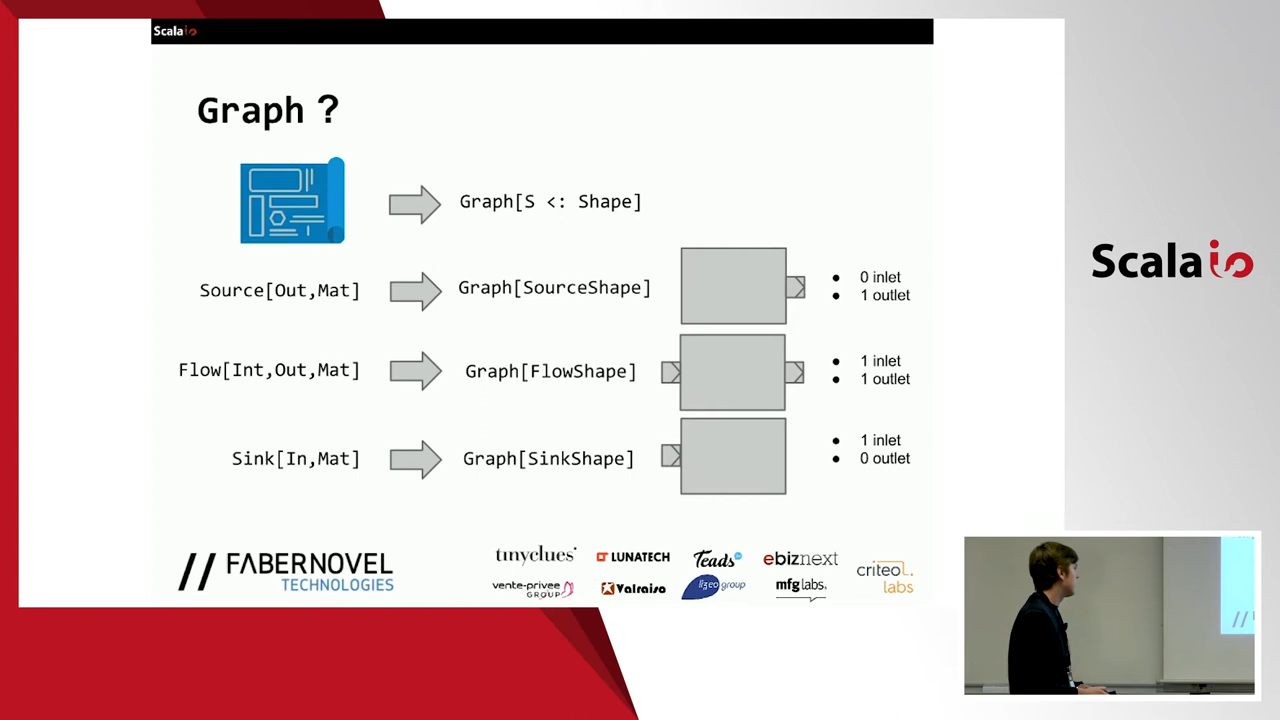 Scalaio
Graph ?
Graph[S <: Shape]
Source[Out,Mat]
Graph[SourceShape]
0 inlet
1 outlet
Flow[Int,Out,Mat]
Graph[FlowShape]
1 inlet
1 outlet
Sink[In,Mat]
Graph[SinkShape]
1 inlet
0 outlet
Scalaio
// FABERNOVEL
TECHNOLOGIES
tinyclues
LUNATECH
Teads
ebiznext
criteo
labs
vente-privee
GROUP
Valraiso
lizeo group
mfg labs.
//